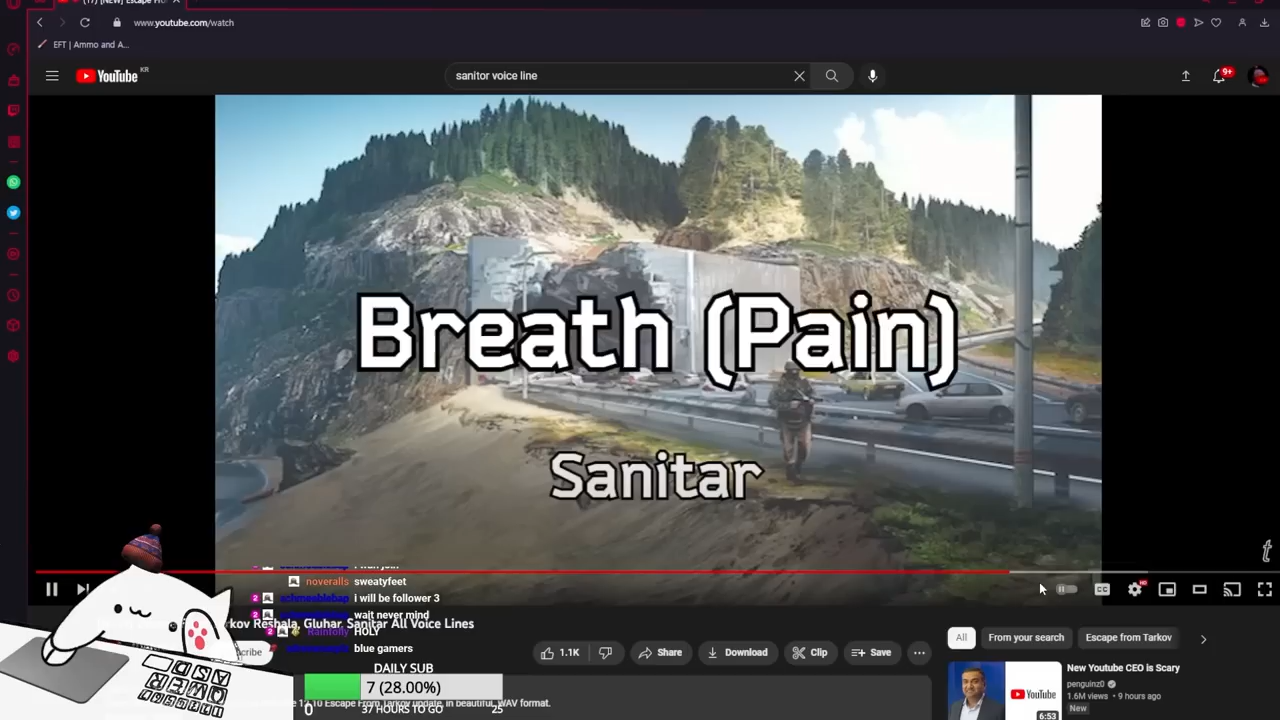 www.youtube.com/watch
EFT | Ammo and A...
YouTube KR
sanitor voice line
9+
Breath (Pain)
Sanitar
noveralls sweatyfeet
i will be follower 3
wait never mind
Reshala, Gluhar, Sanitar All Voice Lines
HOLY
blue gamers
1.1K
Share
Download
Clip
Save
All
From your search
Escape from Tarkov
DAILY SUB
7 (28.00%)
0
37 HOURS TO GO
25
Escape From Tarkov update, in beautiful, WAV format.
New Youtube CEO is Scary
penguinz0
1.6M views • 9 hours ago
New
YouTube
6:53